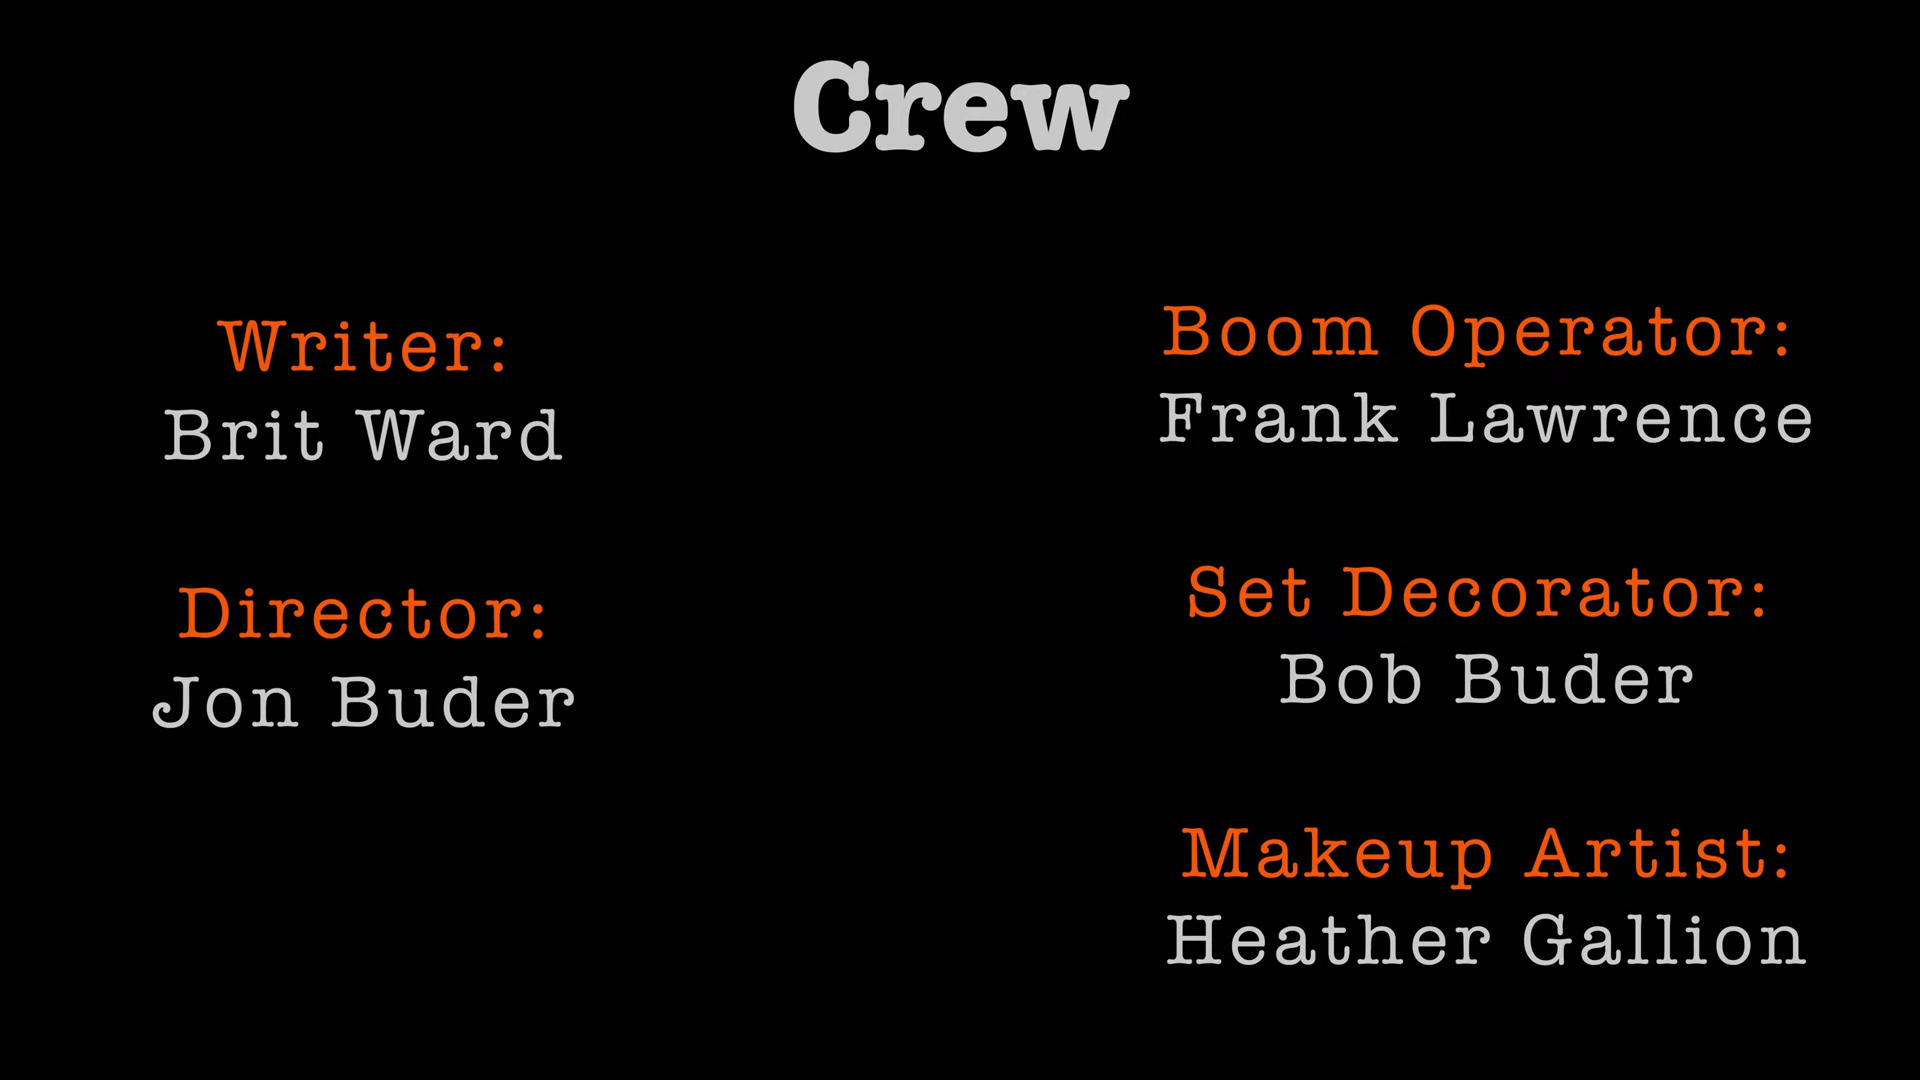 Crew
Writer:
Brit Ward
Director:
Jon Buder
Boom Operator:
Frank Lawrence
Set Decorator:
Bob Buder
Makeup Artist:
Heather Gallion